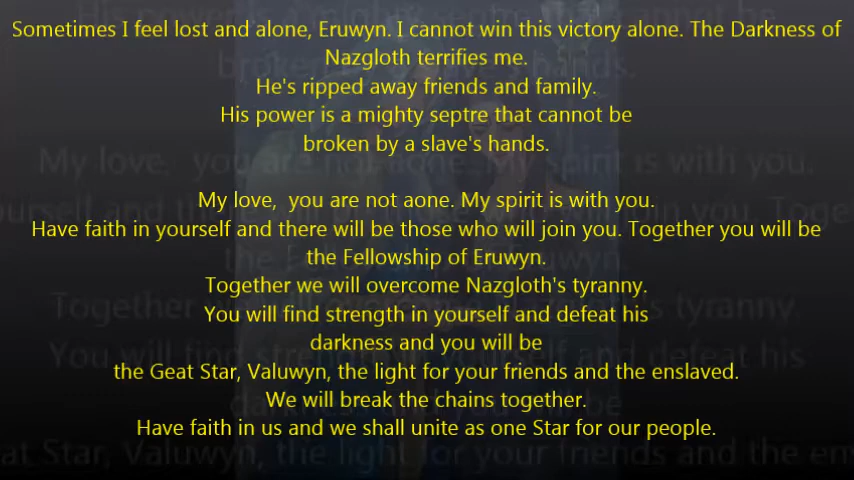 Sometimes I feel lost and alone, Eruwyn. I cannot win this victory alone. The Darkness of
Nazgloth terrifies me.
He's ripped away friends and family.
His power is a mighty septre that cannot be
broken by a slave's hands.
My love, you are not aone. My spirit is with you.
Have faith in yourself and there will be those who will join you. Together you will be
the Fellowship of Eruwyn.
Together we will overcome Nazgloth's tyranny.
You will find strength in yourself and defeat his
darkness and you will be
the Geat Star, Valuwyn, the light for your friends and the enslaved.
We will break the chains together.
Have faith in us and we shall unite as one Star for our people.